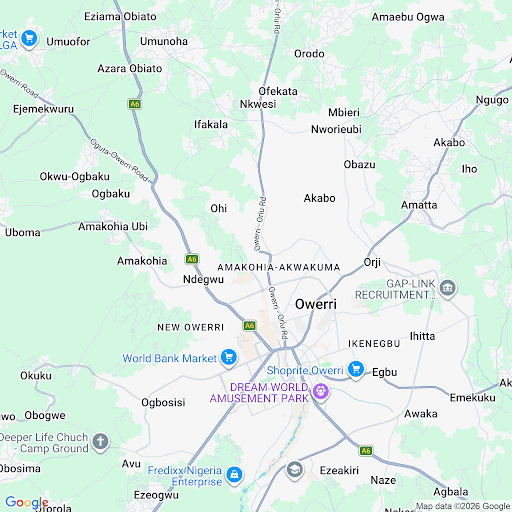 Eziama Obiato
Amaebu Ogwa
Owerri - Orlu Rd
Market
LGA
Umuofor
Umunoha
Orodo
Azara Obiato
Owerri-Road
Ofekata
Nkwesi
Ngugo
A6
Ejemekwuru
Mbieri
Ifakala
Nworieubi
Akabo
Oguta-Owerri-Road
Obazu
Iho
Okwu-Ogbaku
Ogbaku
Akabo
Ohi
Amatta
Amakohia Ubi
Uboma
Owerri - Orlu Rd
Amakohia
A6
AMAKOHIA-AKWAKUMA
Orji
Ndegwu
GAP-LINK
RECRUITMENT...
Owerri - Orlu Rd
Owerri
NEW OWERRI
A6
Ihitta
IKENEGBU
World Bank Market
Shoprite Owerri
Egbu
Okuku
DREAM WORLD
AMUSEMENT PARK
Ogbosisi
Emekuku
Obogwe
Awaka
Deeper Life Chuch
- Camp Ground
A6
Avu
Obosima
Fredixx Nigeria
Enterprise
Ezeakiri
Naze
Ezeogwu
Agbala
Google
Map data ©2026 Google